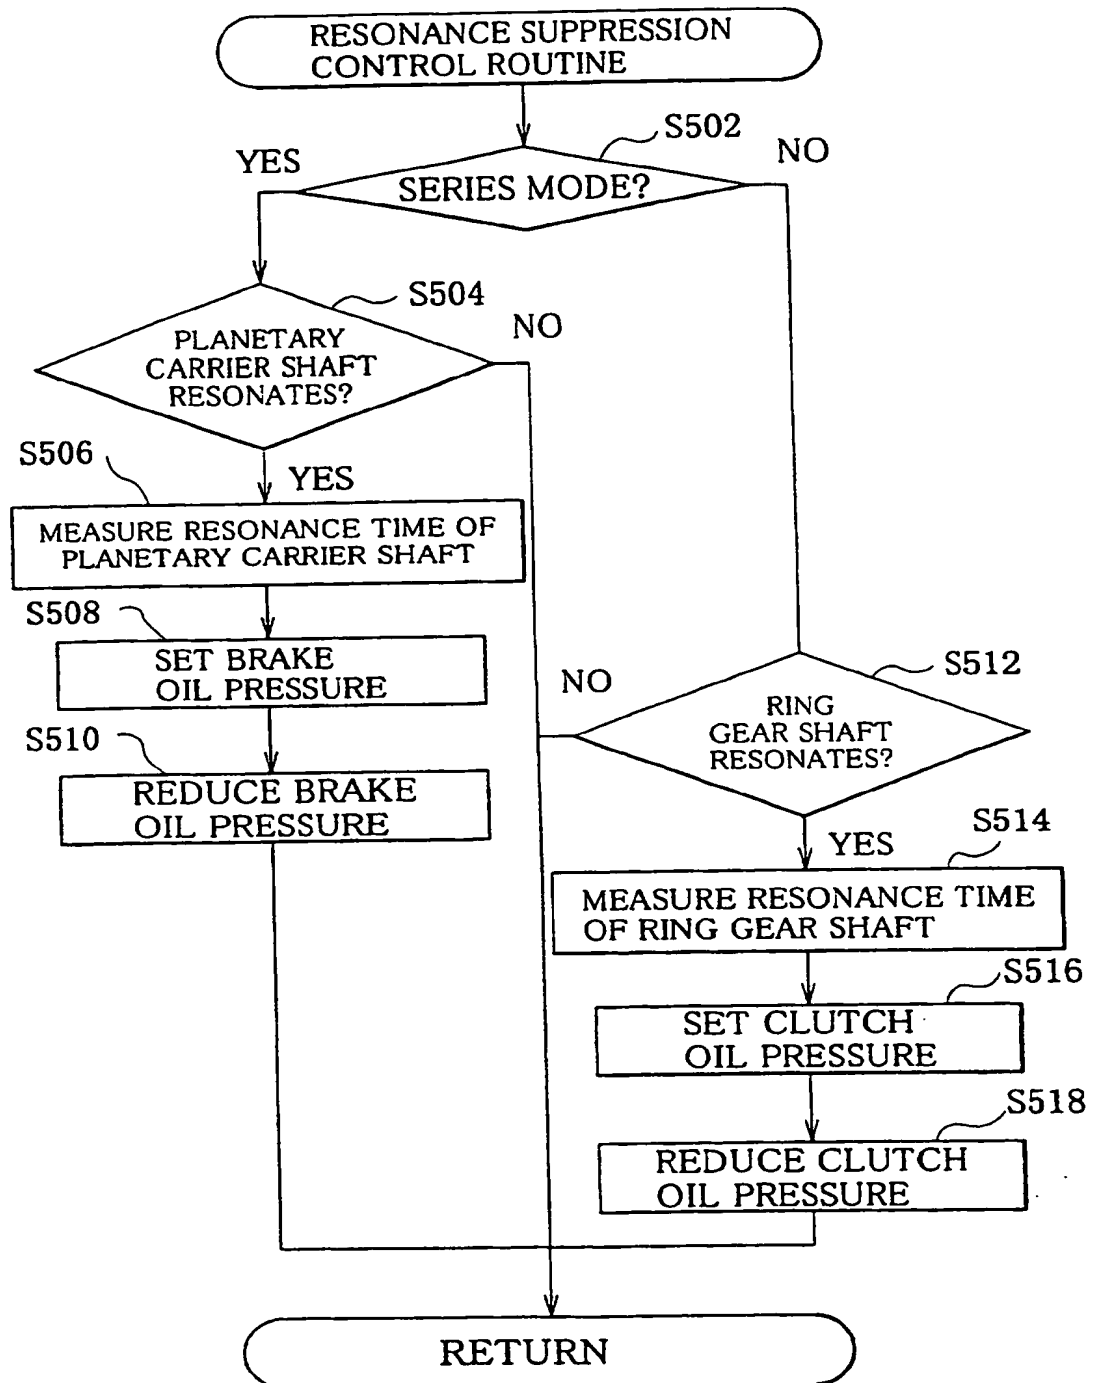 RESONANCE SUPPRESSION
CONTROL ROUTINE
S502
YES
NO
SERIES MODE?
S504
NO
PLANETARY
CARRIER SHAFT
RESONATES?
S506
YES
MEASURE RESONANCE TIME OF
PLANETARY CARRIER SHAFT
S508
SET BRAKE
OIL PRESSURE
S510
REDUCE BRAKE
OIL PRESSURE
S512
NO
RING
GEAR SHAFT
RESONATES?
S514
YES
MEASURE RESONANCE TIME
OF RING GEAR SHAFT
S516
SET CLUTCH
OIL PRESSURE
S518
REDUCE CLUTCH
OIL PRESSURE
RETURN